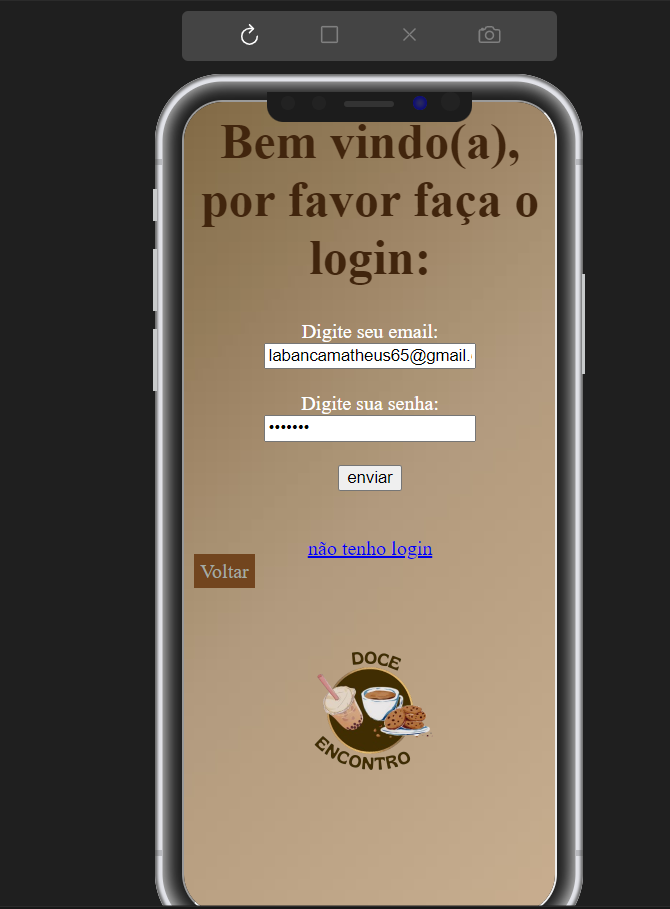 Bem vindo(a),
por favor faça o
login:
Digite seu email:
labancamatheus65@gmail.
Digite sua senha:
•••••••
enviar
não tenho login
Voltar
DOCE
ENCONTRO